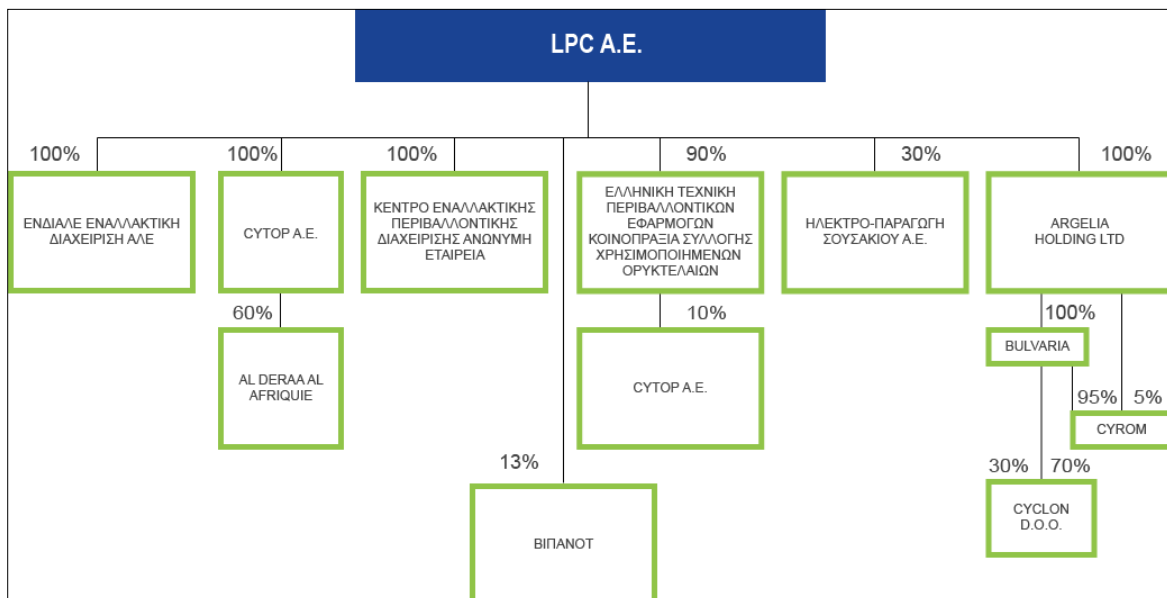 LPC A.E.
100%
100%
100%
90%
30%
100%
ΕΝΔΙΑΛΕ ΕΝΑΛΛΑΚΤΙΚΗ
ΔΙΑΧΕΙΡΙΣΗ ΑΛΕ
CYTOP A.E.
ΚΕΝΤΡΟ ΕΝΑΛΛΑΚΤΙΚΗΣ
ΠΕΡΙΒΑΛΛΟΝΤΙΚΗΣ
ΔΙΑΧΕΙΡΙΣΗΣ ΑΝΩΝΥΜΗ
ΕΤΑΙΡΕΙΑ
ΕΛΛΗΝΙΚΗ ΤΕΧΝΙΚΗ
ΠΕΡΙΒΑΛΛΟΝΤΙΚΩΝ
ΕΦΑΡΜΟΓΩΝ
ΚΟΙΝΟΠΡΑΞΙΑ ΣΥΛΛΟΓΗΣ
ΧΡΗΣΙΜΟΠΟΙΗΜΕΝΩΝ
ΟΡΥΚΤΕΛΑΙΩΝ
ΗΛΕΚΤΡΟ-ΠΑΡΑΓΩΓΗ
ΣΟΥΣΑΚΙΟΥ Α.Ε.
ARGELIA
HOLDING LTD
60%
10%
100%
BULVARIA
AL DERAA AL
AFRIQUIE
CYTOP A.E.
95%
5%
CYROM
13%
30%
70%
ΒΙΠΑΝΟΤ
CYCLON
D.O.O.